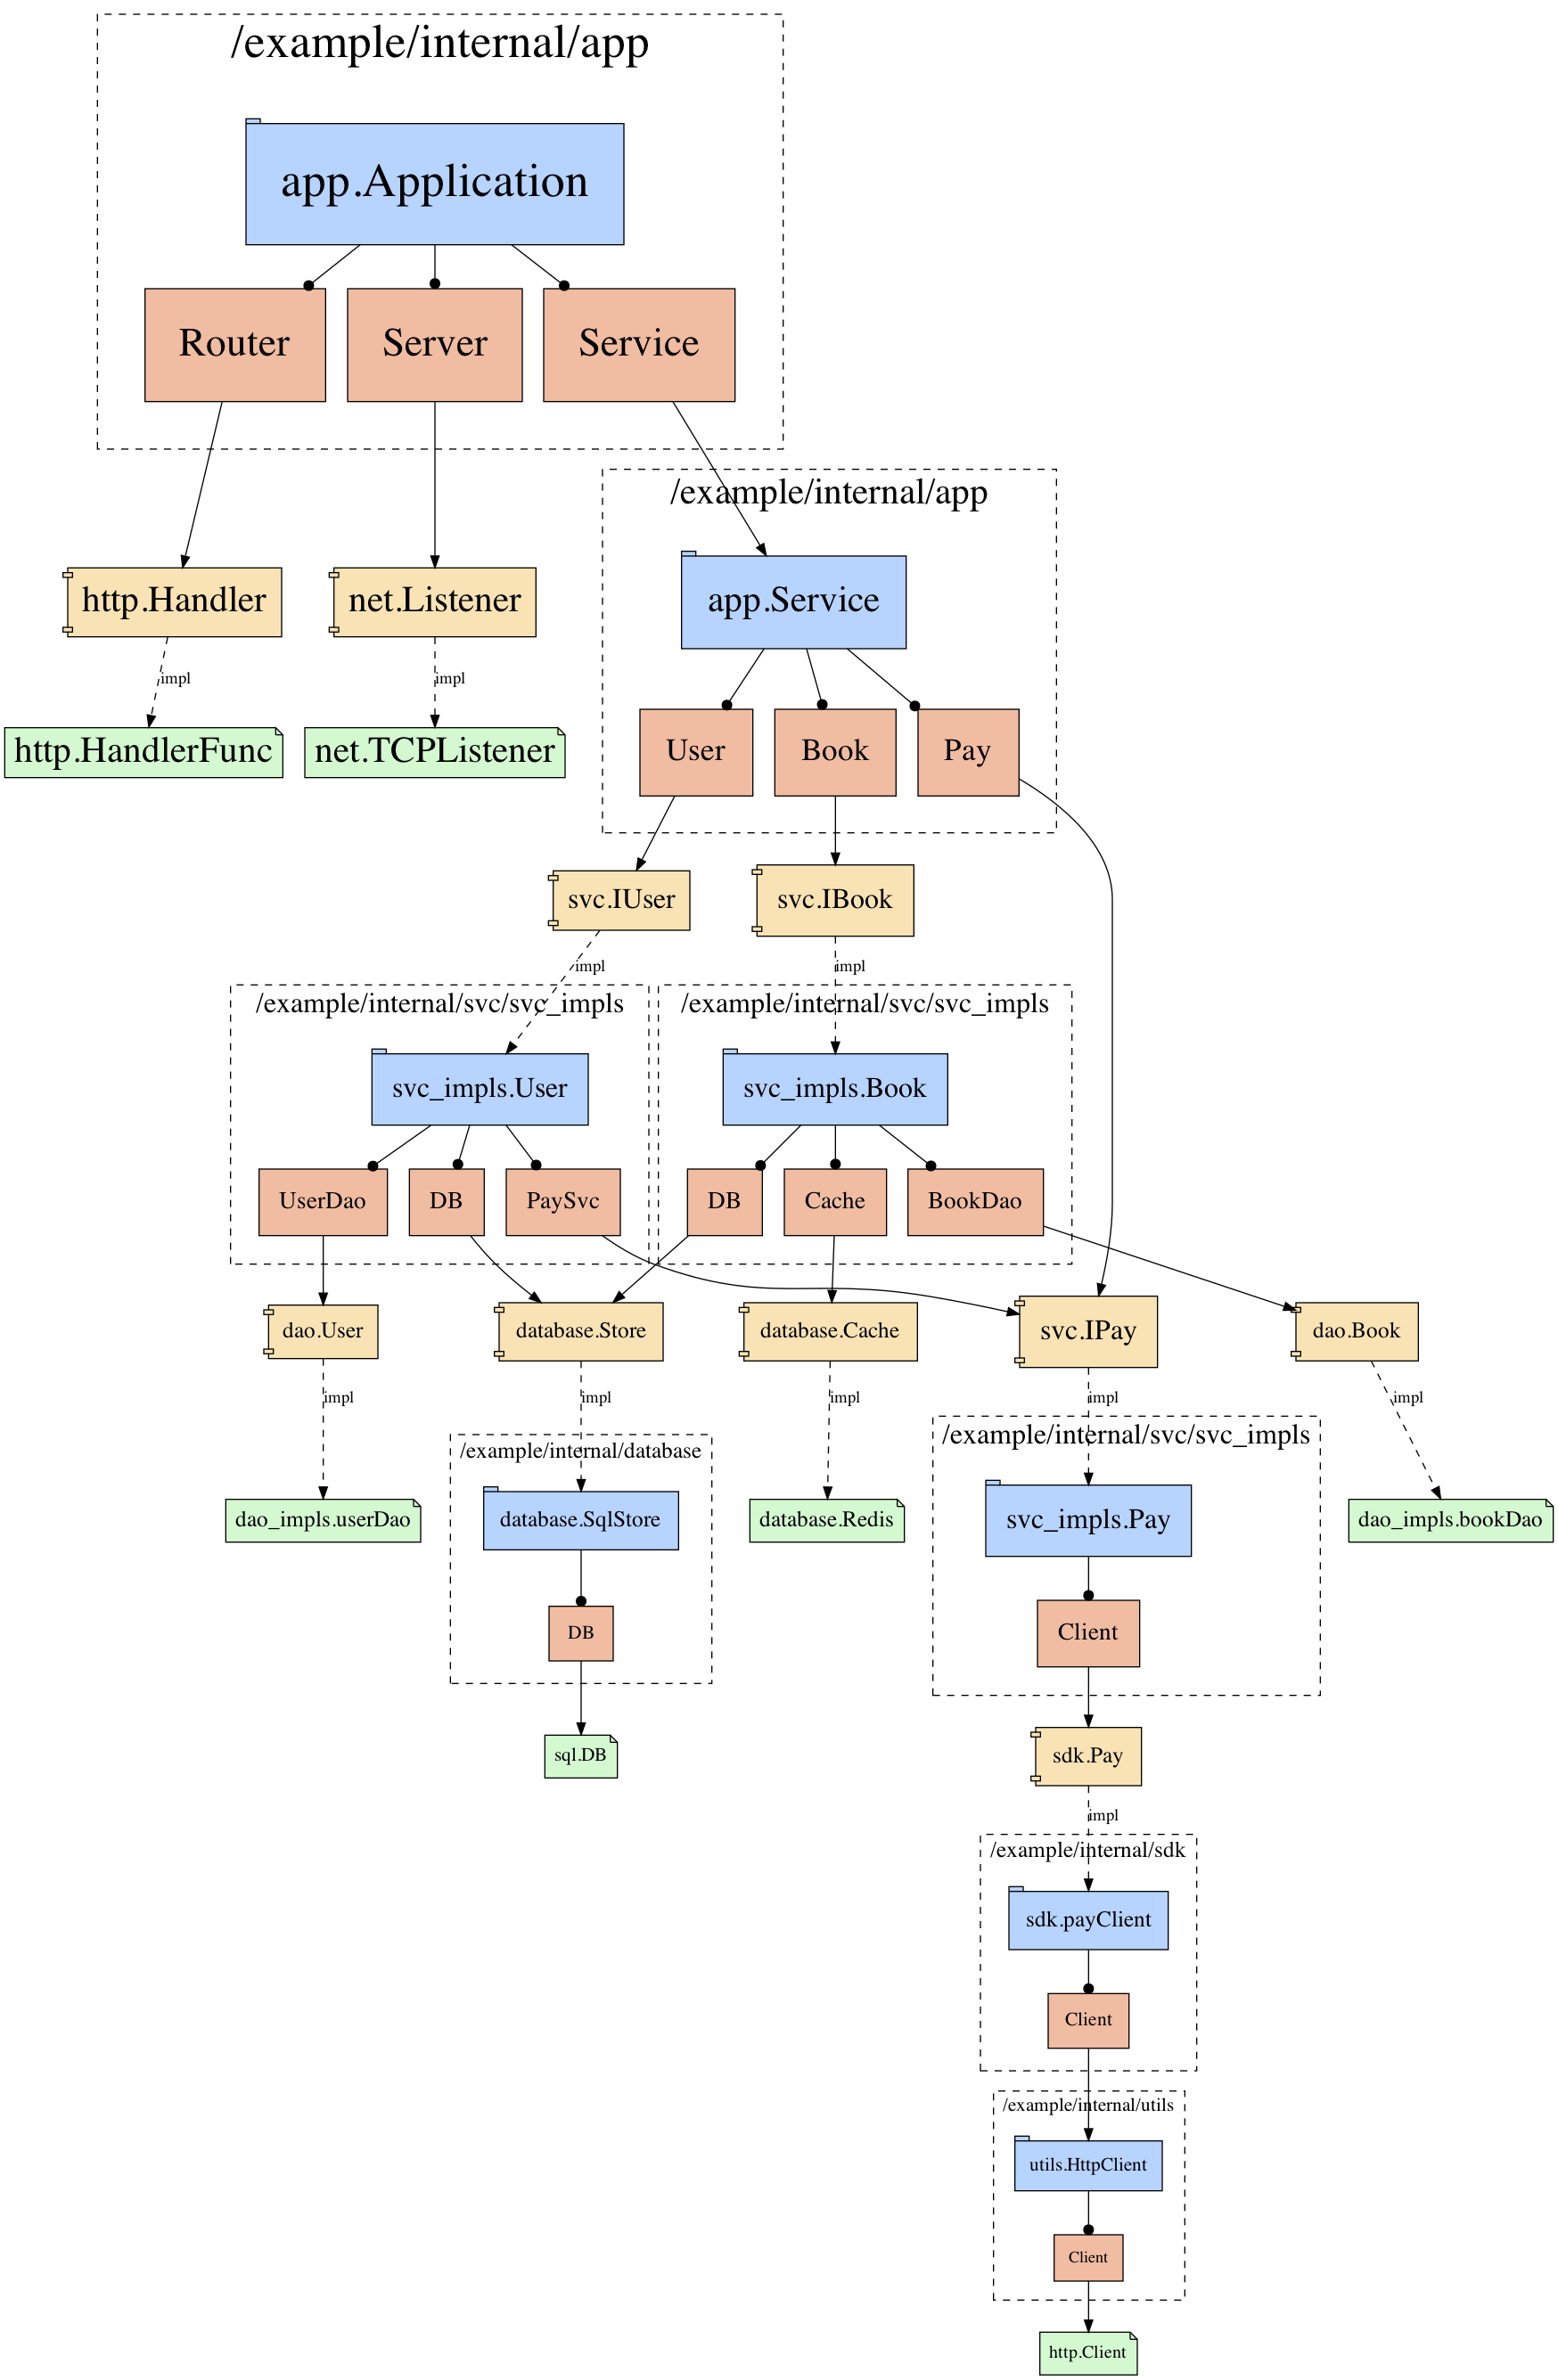 /example/internal/app
app.Application
Router
Server
Service
/example/internal/app
http.Handler
net.Listener
app.Service
impl
impl
http.HandlerFunc
net.TCPListener
User
Book
Pay
svc.IUser
svc.IBook
impl
impl
/example/internal/svc/svc_impls
/example/internal/svc/svc_impls
svc_impls.User
svc_impls.Book
UserDao
DB
PaySvc
DB
Cache
BookDao
dao.User
database.Store
database.Cache
svc.IPay
dao.Book
impl
impl
impl
impl
impl
/example/internal/database
/example/internal/svc/svc_impls
dao_impls.userDao
database.SqlStore
database.Redis
svc_impls.Pay
dao_impls.bookDao
DB
Client
sql.DB
sdk.Pay
impl
/example/internal/sdk
sdk.payClient
Client
/example/internal/utils
utils.HttpClient
Client
http.Client